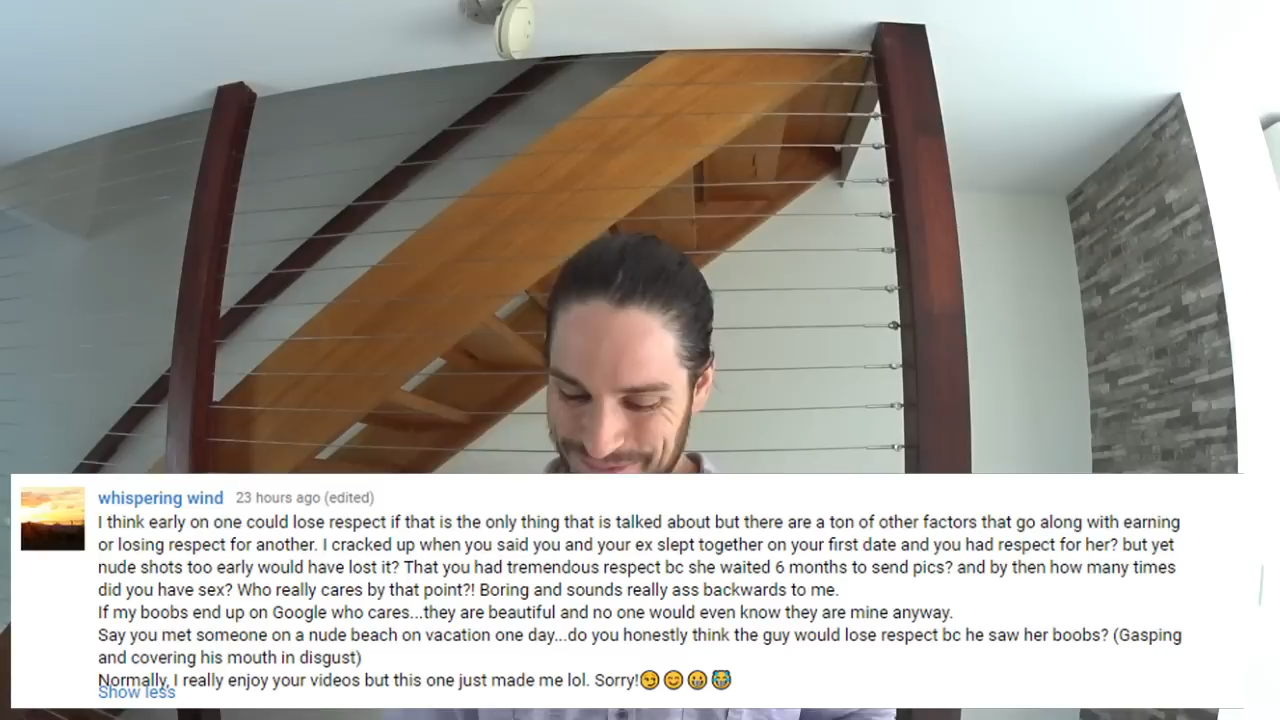 whispering wind 23 hours ago (edited)
I think early on one could lose respect if that is the only thing that is talked about but there are a ton of other factors that go along with earning
or losing respect for another. I cracked up when you said you and your ex slept together on your first date and you had respect for her? but yet
nude shots too early would have lost it? That you had tremendous respect bc she waited 6 months to send pics? and by then how many times
did you have sex? Who really cares by that point?! Boring and sounds really ass backwards to me.
If my boobs end up on Google who cares...they are beautiful and no one would even know they are mine anyway.
Say you met someone on a nude beach on vacation one day...do you honestly think the guy would lose respect bc he saw her boobs? (Gasping
and covering his mouth in disgust)
Normally, I really enjoy your videos but this one just made me lol. Sorry!😏😊😀😂
Show less